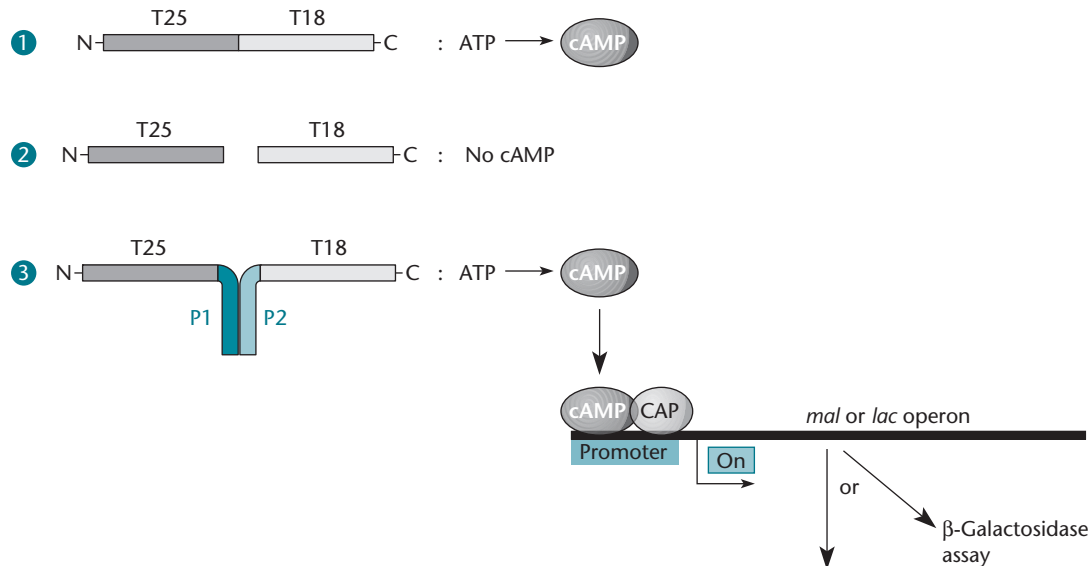 T25 T18
1 N C : ATP cAMP
T25 T18
2 N C : No cAMP
T25 T18
3 N C : ATP cAMP
P1 P2
cAMP CAP
mal or lac operon
Promoter On
or
β-Galactosidase
assay